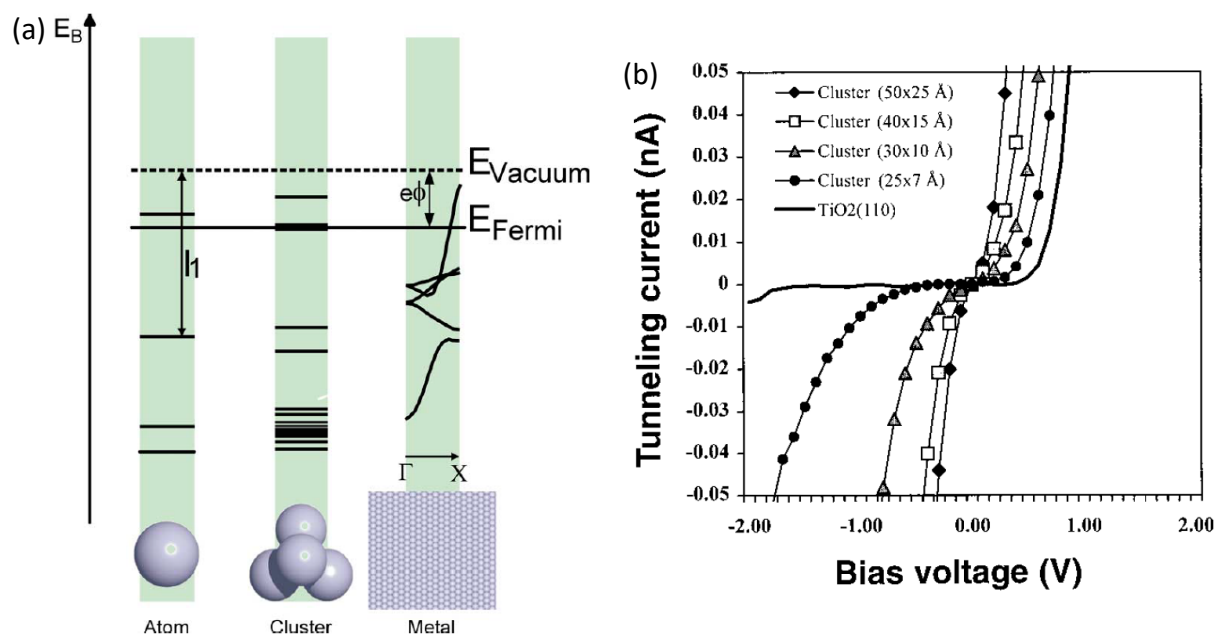 (a)
E_B
E_Vacuum
eϕ
E_Fermi
I1
Γ X
Atom Cluster Metal
(b)
Tunneling current (nA)
0.05
0.04
0.03
0.02
0.01
0
-0.01
-0.02
-0.03
-0.04
-0.05
Cluster (50x25 Å)
Cluster (40x15 Å)
Cluster (30x10 Å)
Cluster (25x7 Å)
TiO2(110)
-2.00 -1.00 0.00 1.00 2.00
Bias voltage (V)